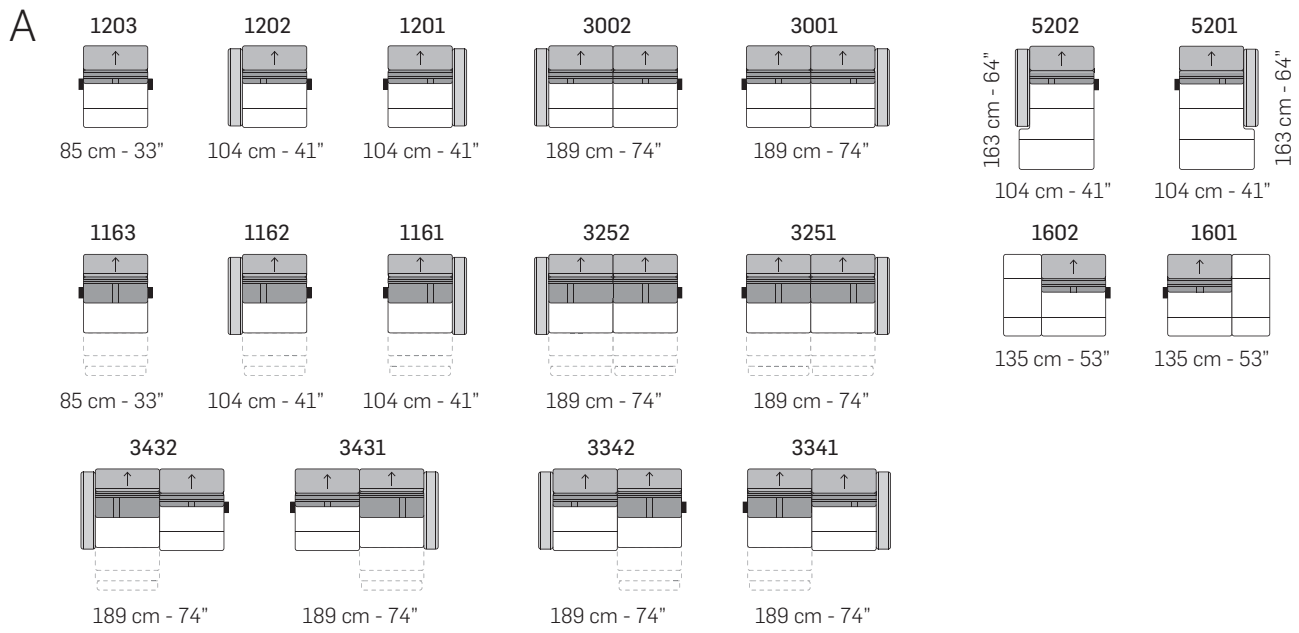 A
1203 1202 1201 3002 3001 5202 5201
163 cm - 64" 163 cm - 64"
85 cm - 33" 104 cm - 41" 104 cm - 41" 189 cm - 74" 189 cm - 74"
104 cm - 41" 104 cm - 41"
1163 1162 1161 3252 3251 1602 1601
135 cm - 53" 135 cm - 53"
85 cm - 33" 104 cm - 41" 104 cm - 41" 189 cm - 74" 189 cm - 74"
3432 3431 3342 3341
189 cm - 74" 189 cm - 74" 189 cm - 74" 189 cm - 74"